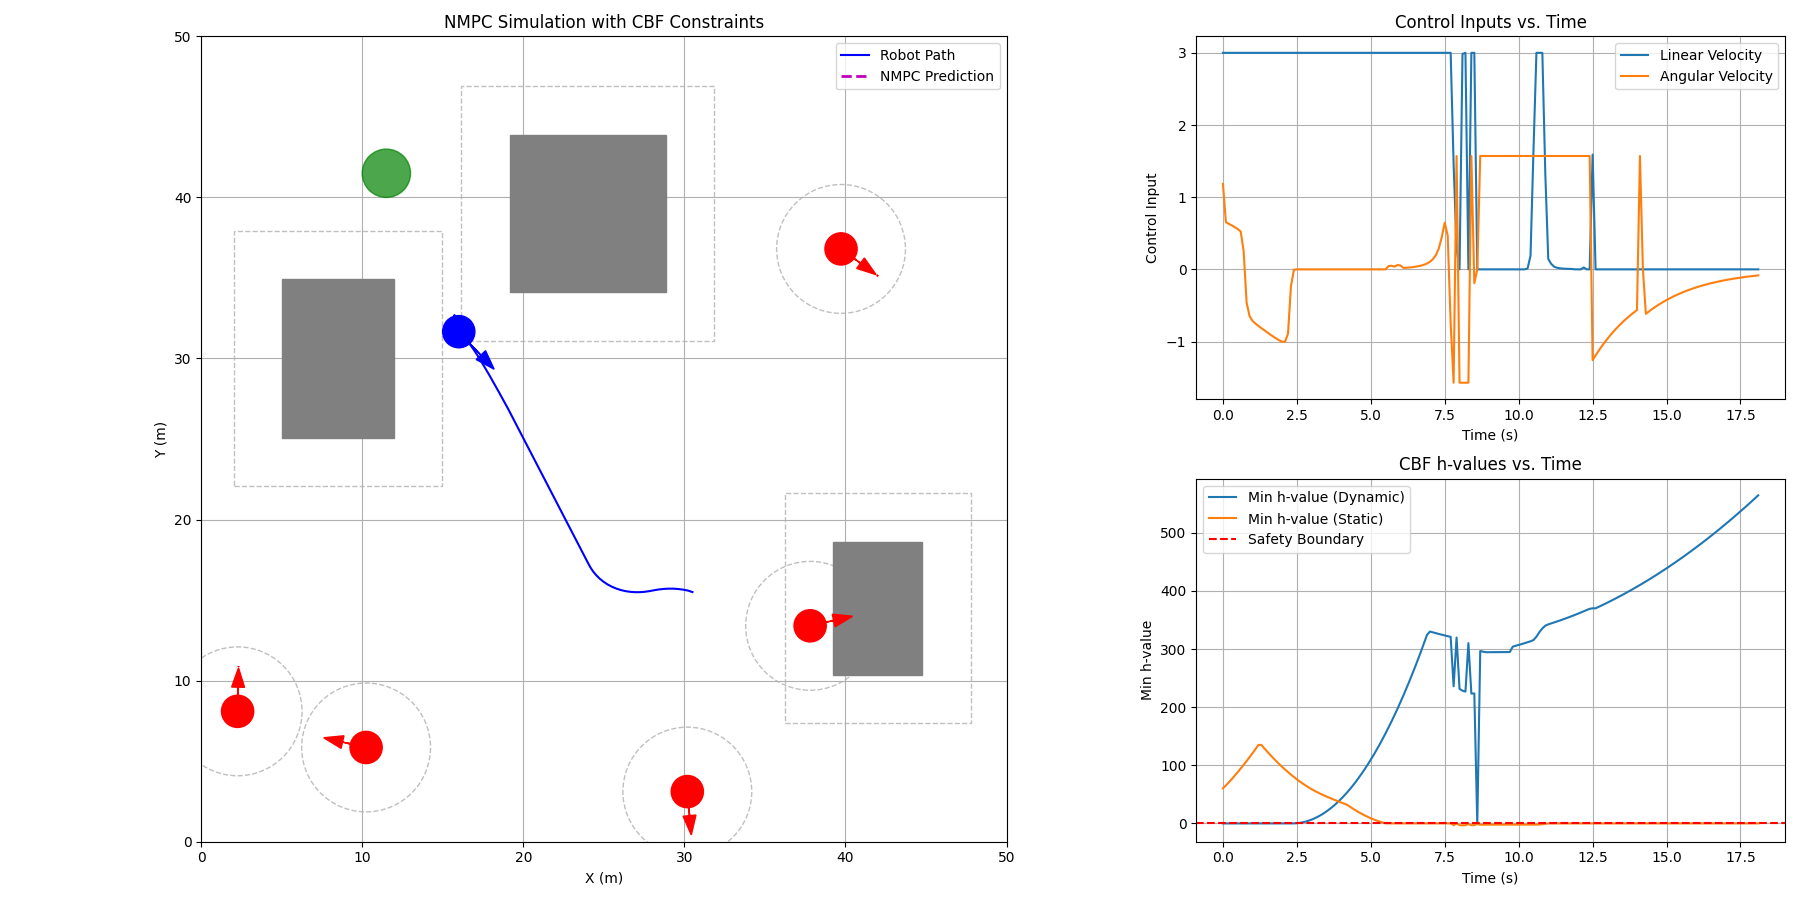 NMPC Simulation with CBF Constraints
50
40
30
20
10
0
Y (m)
0 10 20 30 40 50
X (m)
Robot Path
NMPC Prediction
Control Inputs vs. Time
3
2
1
0
−1
Control Input
0.0 2.5 5.0 7.5 10.0 12.5 15.0 17.5
Time (s)
Linear Velocity
Angular Velocity
CBF h-values vs. Time
500
400
300
200
100
0
Min h-value
0.0 2.5 5.0 7.5 10.0 12.5 15.0 17.5
Time (s)
Min h-value (Dynamic)
Min h-value (Static)
Safety Boundary